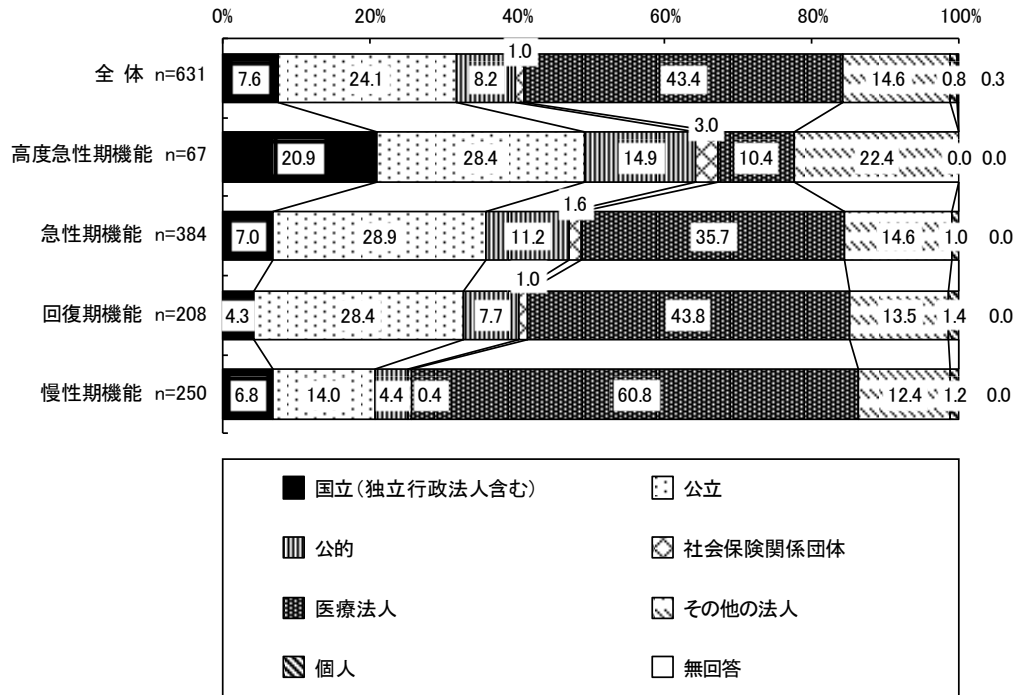 0% 20% 40% 60% 80% 100%
1.0
全 体 n=631 7.6 24.1 8.2 43.4 14.6 0.8 0.3
3.0
高度急性期機能 n=67 20.9 28.4 14.9 10.4 22.4 0.0 0.0
1.6
急性期機能 n=384 7.0 28.9 11.2 35.7 14.6 1.0 0.0
1.0
回復期機能 n=208 4.3 28.4 7.7 43.8 13.5 1.4 0.0
慢性期機能 n=250 6.8 14.0 4.4 0.4 60.8 12.4 1.2 0.0
国立(独立行政法人含む) 公立
公的 社会保険関係団体
医療法人 その他の法人
個人 無回答